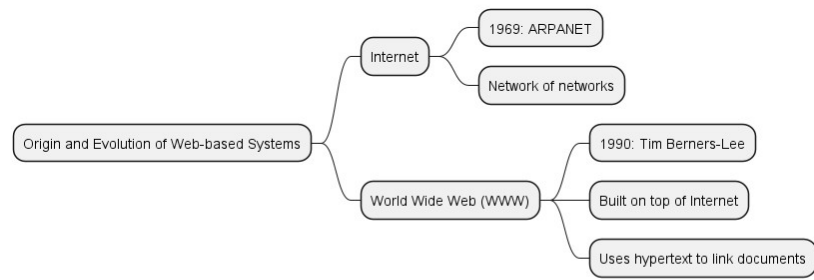 Origin and Evolution of Web-based Systems
Internet
1969: ARPANET
Network of networks
World Wide Web (WWW)
1990: Tim Berners-Lee
Built on top of Internet
Uses hypertext to link documents